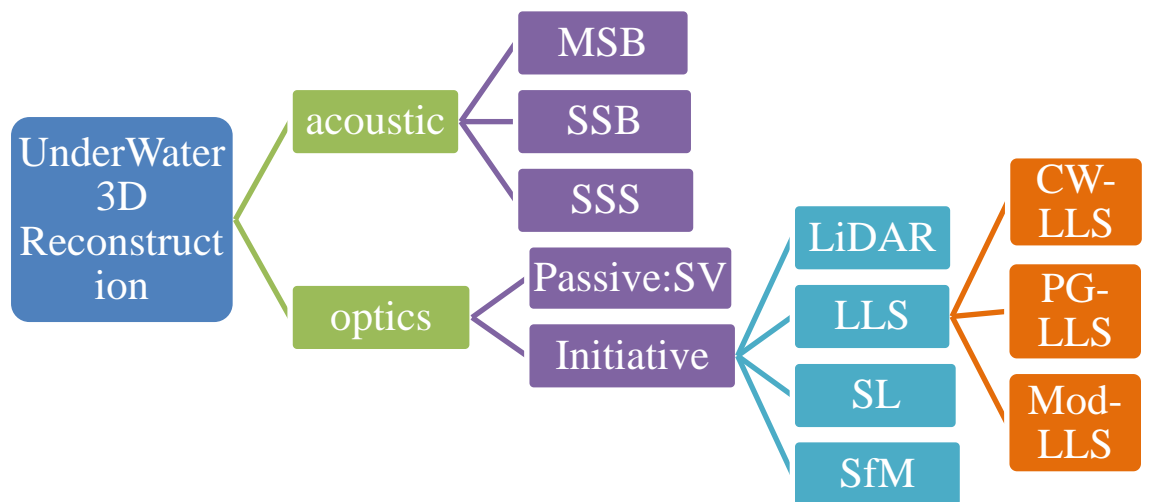 UnderWater
3D
Reconstruct
ion
acoustic
optics
MSB
SSB
SSS
Passive:SV
Initiative
LiDAR
LLS
SL
SfM
CW-
LLS
PG-
LLS
Mod-
LLS